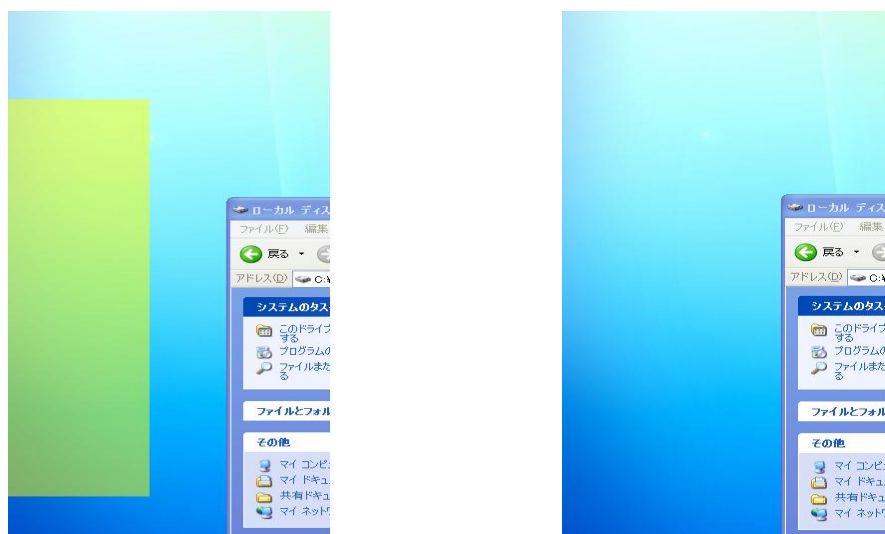 ローカル ディス
ファイル(F) 編集
戻る
アドレス(D) C:¥
システムのタス
このドライブ
する
プログラムの
ファイルまた
る
ファイルとフォル
その他
マイ コンピ
マイ ドキュ
共有ドキュ
マイ ネット
ローカル ディス
ファイル(F) 編集
戻る
アドレス(D) C:¥
システムのタス
このドライブ
する
プログラムの
ファイルまた
る
ファイルとフォル
その他
マイ コンピ
マイ ドキュ
共有ドキュ
マイ ネット